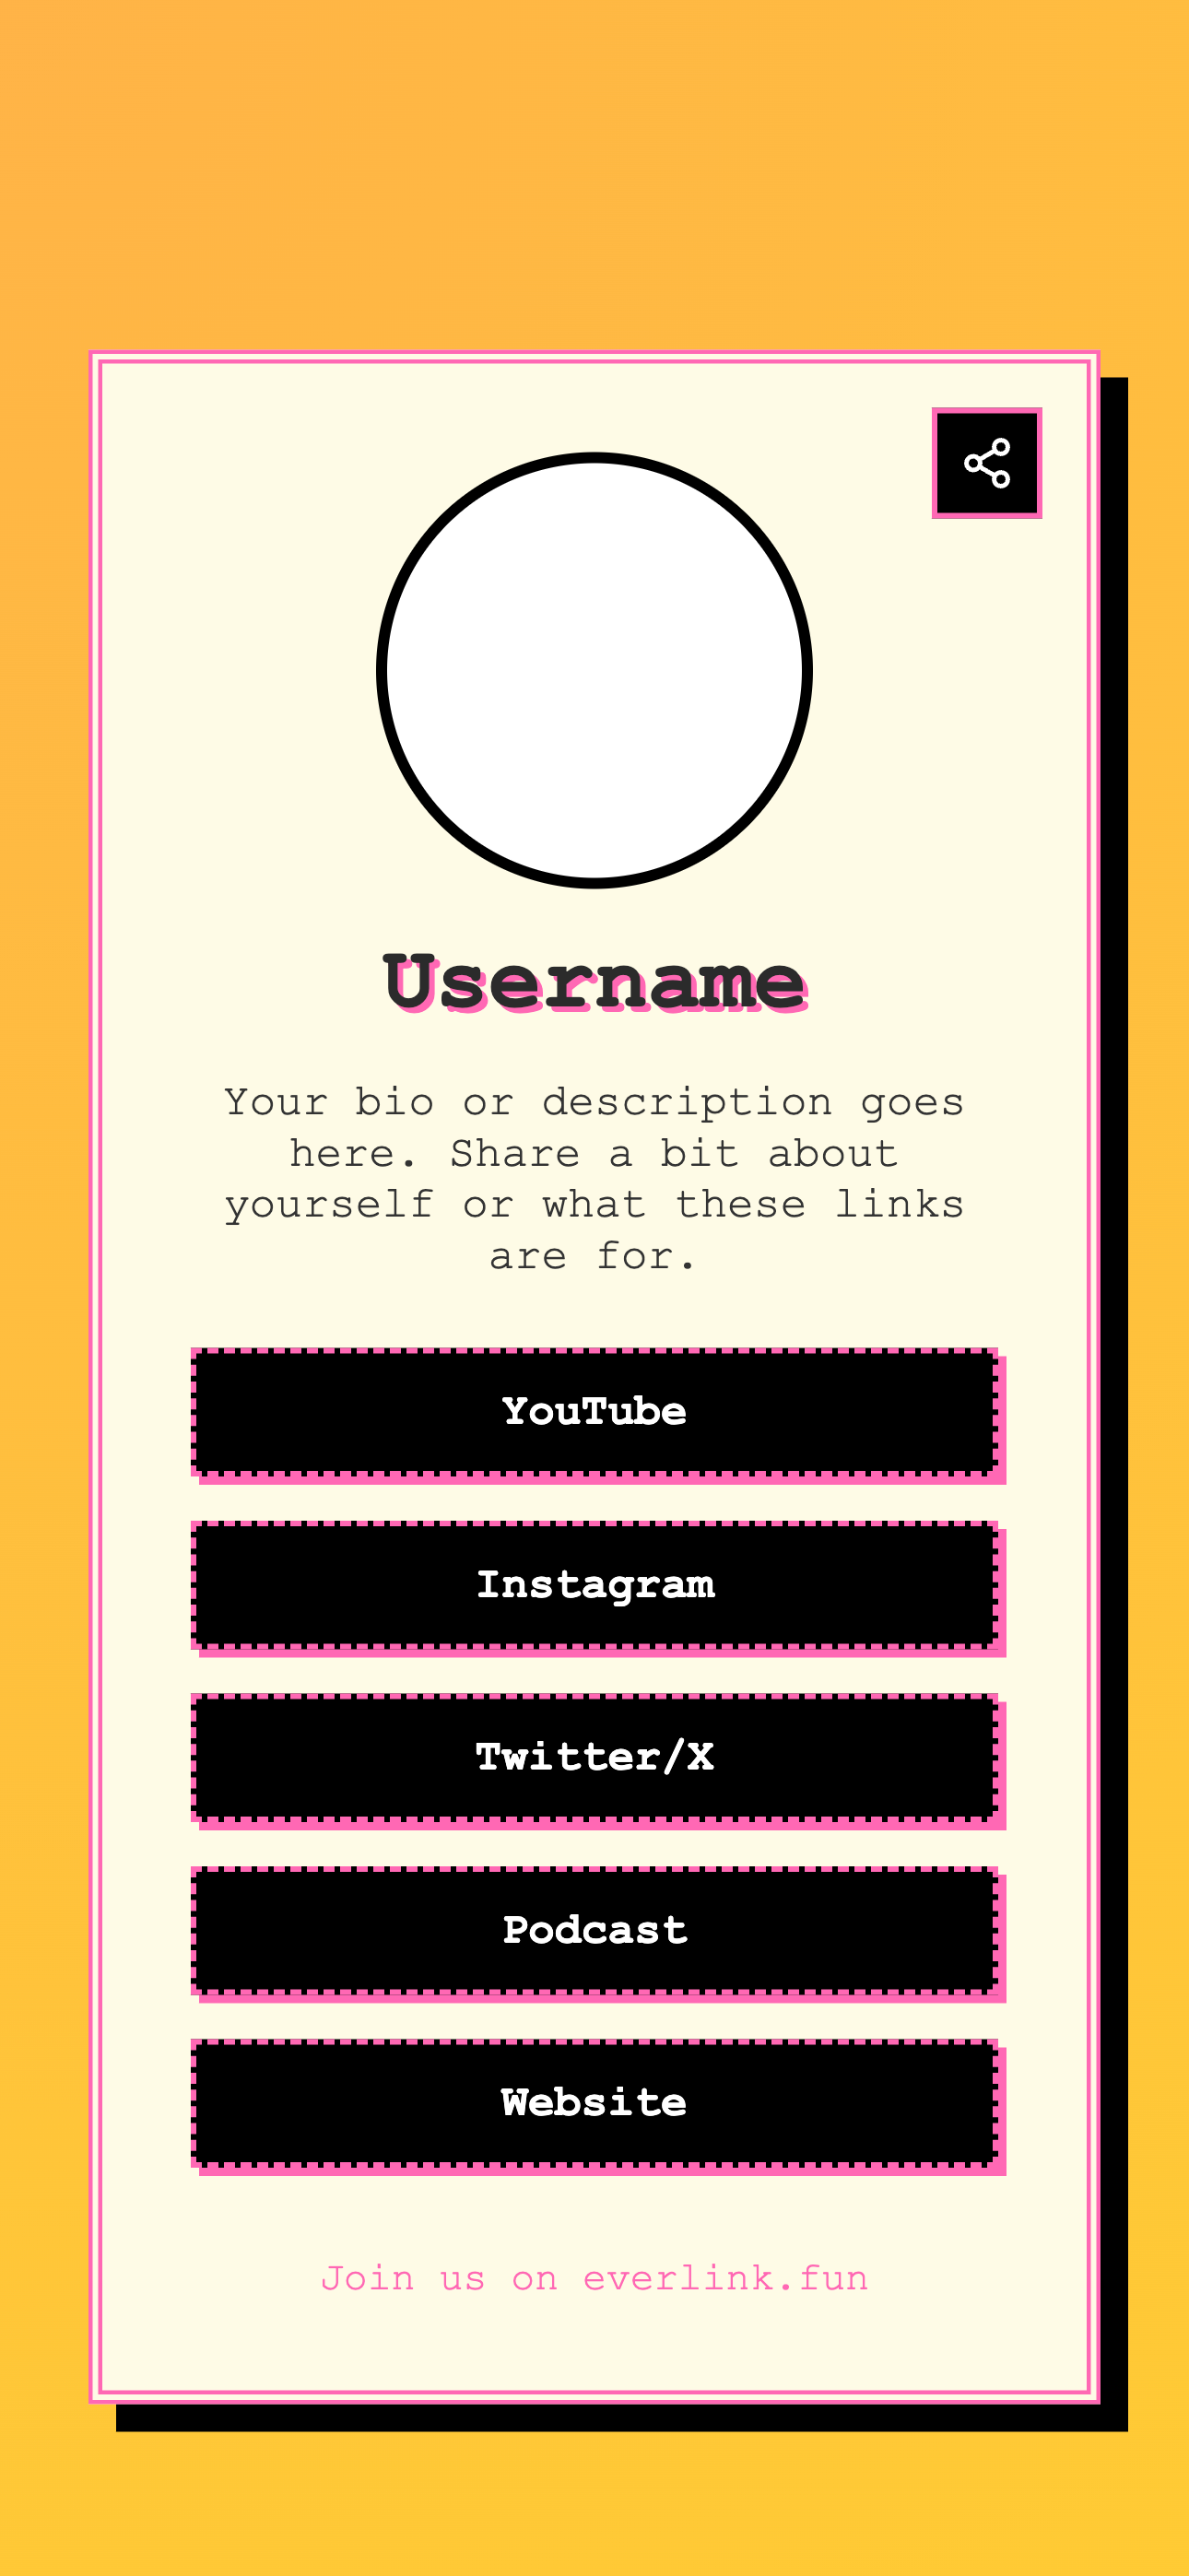 Username
Your bio or description goes
here. Share a bit about
yourself or what these links
are for.
YouTube
Instagram
Twitter/X
Podcast
Website
Join us on everlink.fun